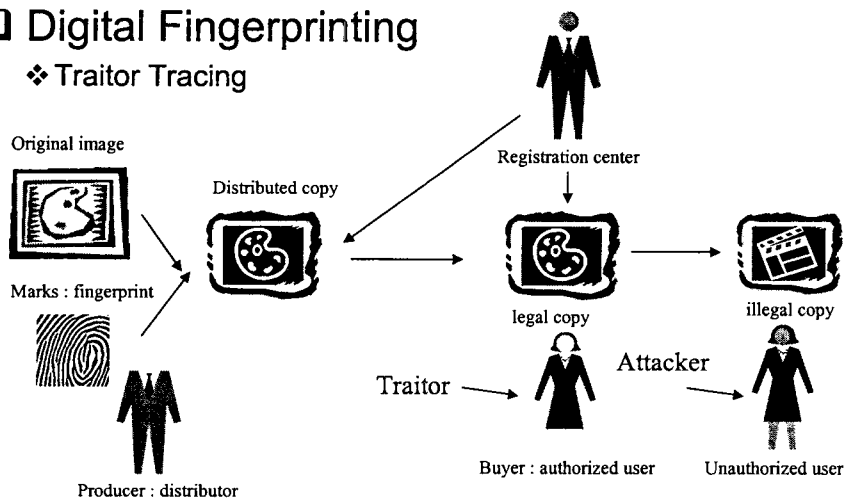 Digital Fingerprinting
❖ Traitor Tracing
Original image
Distributed copy
Registration center
Marks : fingerprint
legal copy
illegal copy
Traitor
Attacker
Buyer : authorized user
Unauthorized user
Producer : distributor